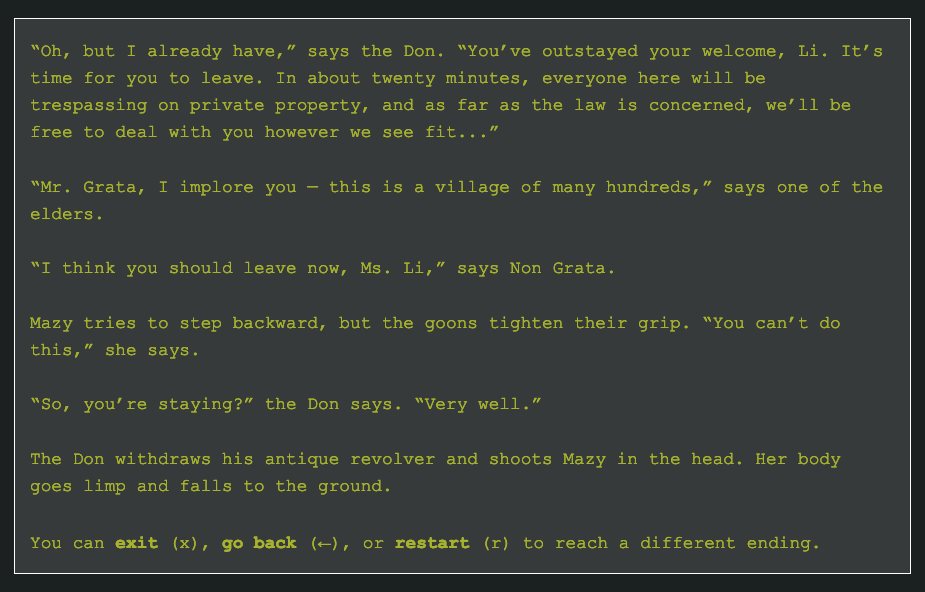 “Oh, but I already have,” says the Don. “You’ve outstayed your welcome, Li. It’s
time for you to leave. In about twenty minutes, everyone here will be
trespassing on private property, and as far as the law is concerned, we’ll be
free to deal with you however we see fit...”
“Mr. Grata, I implore you — this is a village of many hundreds,” says one of the
elders.
“I think you should leave now, Ms. Li,” says Non Grata.
Mazy tries to step backward, but the goons tighten their grip. “You can’t do
this,” she says.
“So, you’re staying?” the Don says. “Very well.”
The Don withdraws his antique revolver and shoots Mazy in the head. Her body
goes limp and falls to the ground.
You can exit (x), go back (←), or restart (r) to reach a different ending.